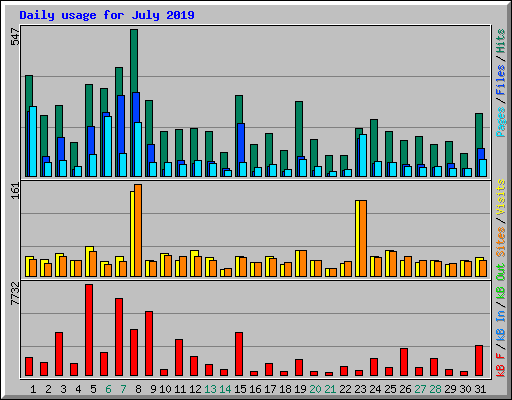 Daily usage for July 2019
547
Pages / Files / Hits
161
Sites / Visits
7732
kB F / kB In / kB Out
1 2 3 4 5 6 7 8 9 10 11 12 13 14 15 16 17 18 19 20 21 22 23 24 25 26 27 28 29 30 31